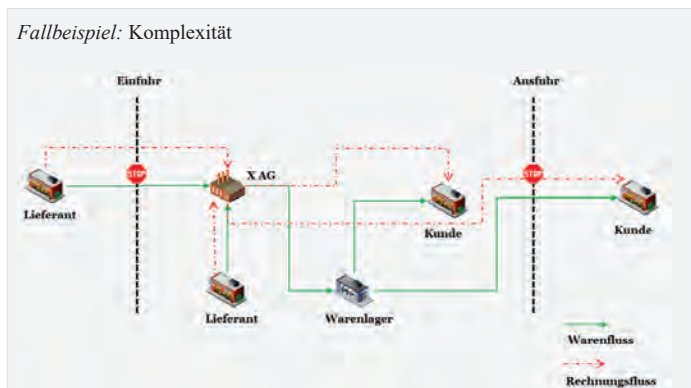 Fallbeispiel: Komplexität
Einfuhr
Ausfuhr
STOP
STOP
X AG
Lieferant
Kunde
Kunde
Lieferant
Warenlager
Warenfluss
Rechnungsfluss